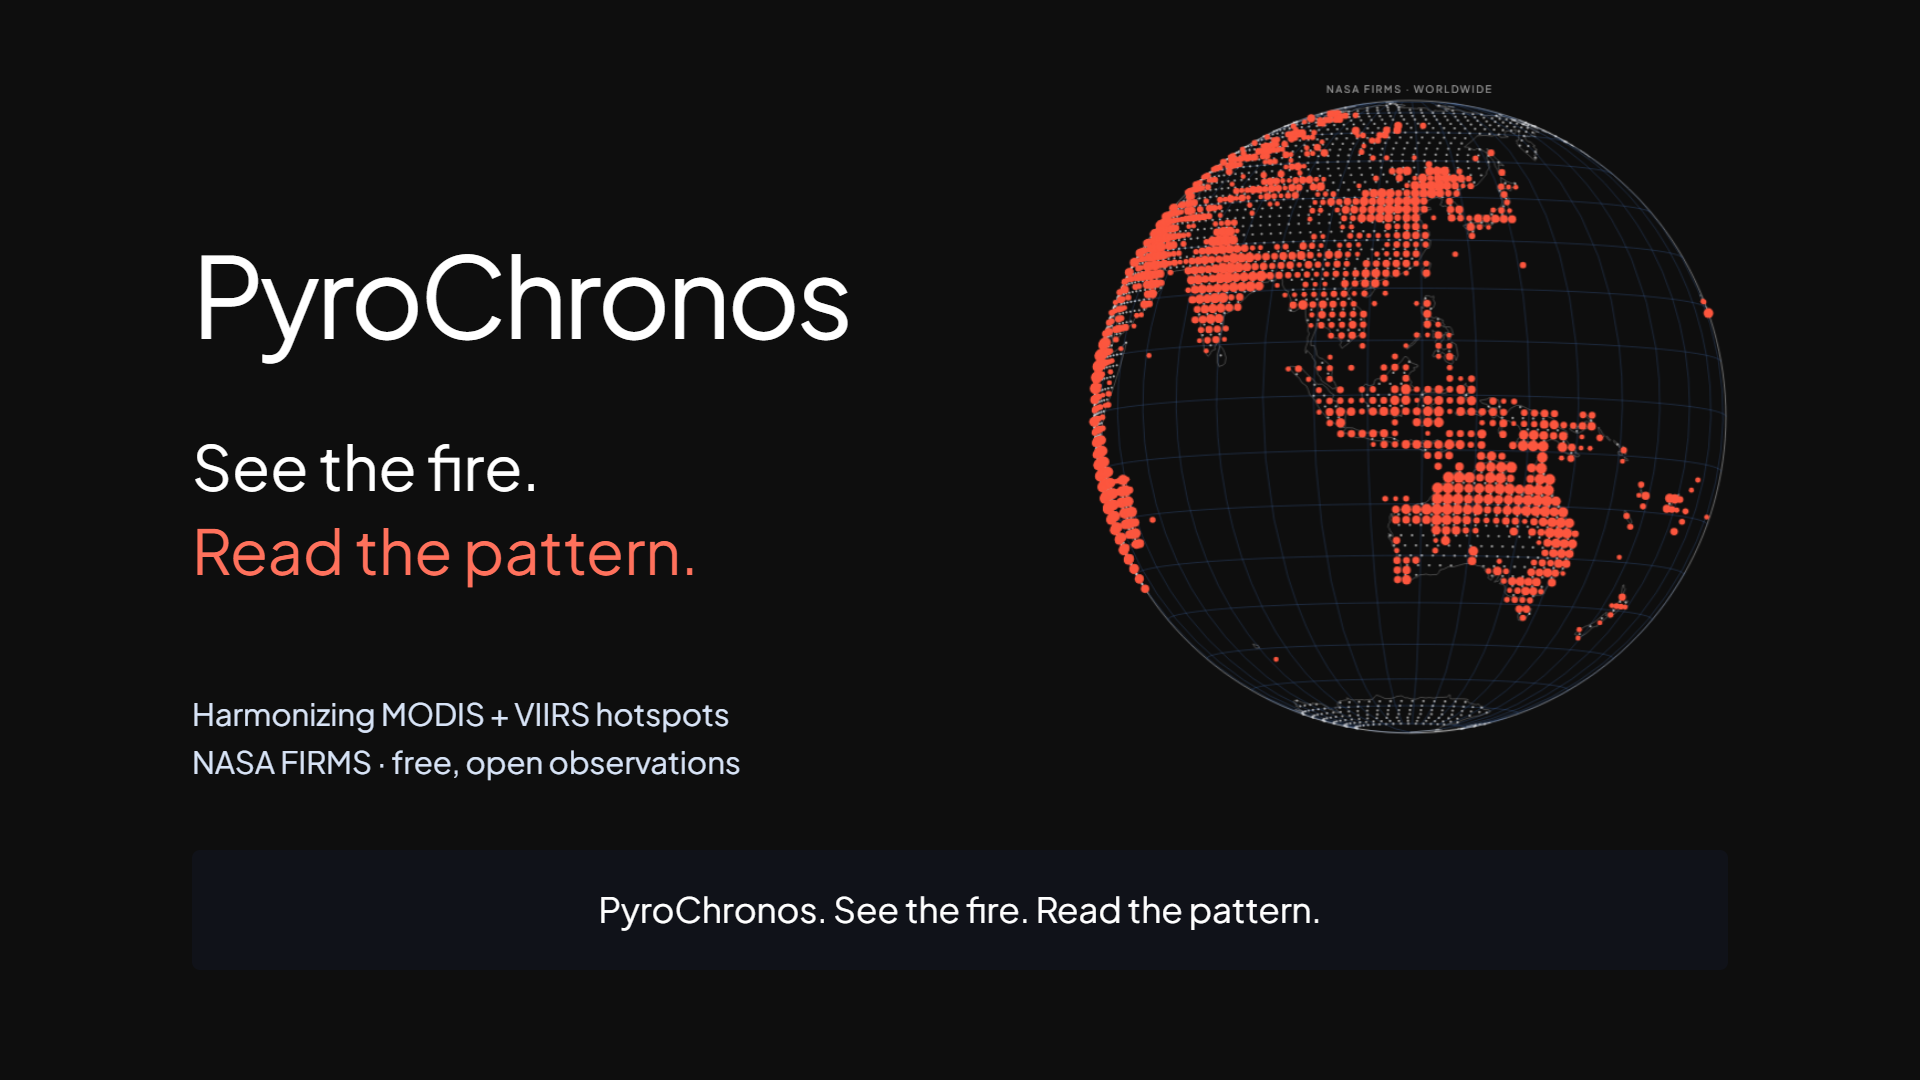 NASA FIRMS · WORLDWIDE
PyroChronos
See the fire.
Read the pattern.
Harmonizing MODIS + VIIRS hotspots
NASA FIRMS · free, open observations
PyroChronos. See the fire. Read the pattern.